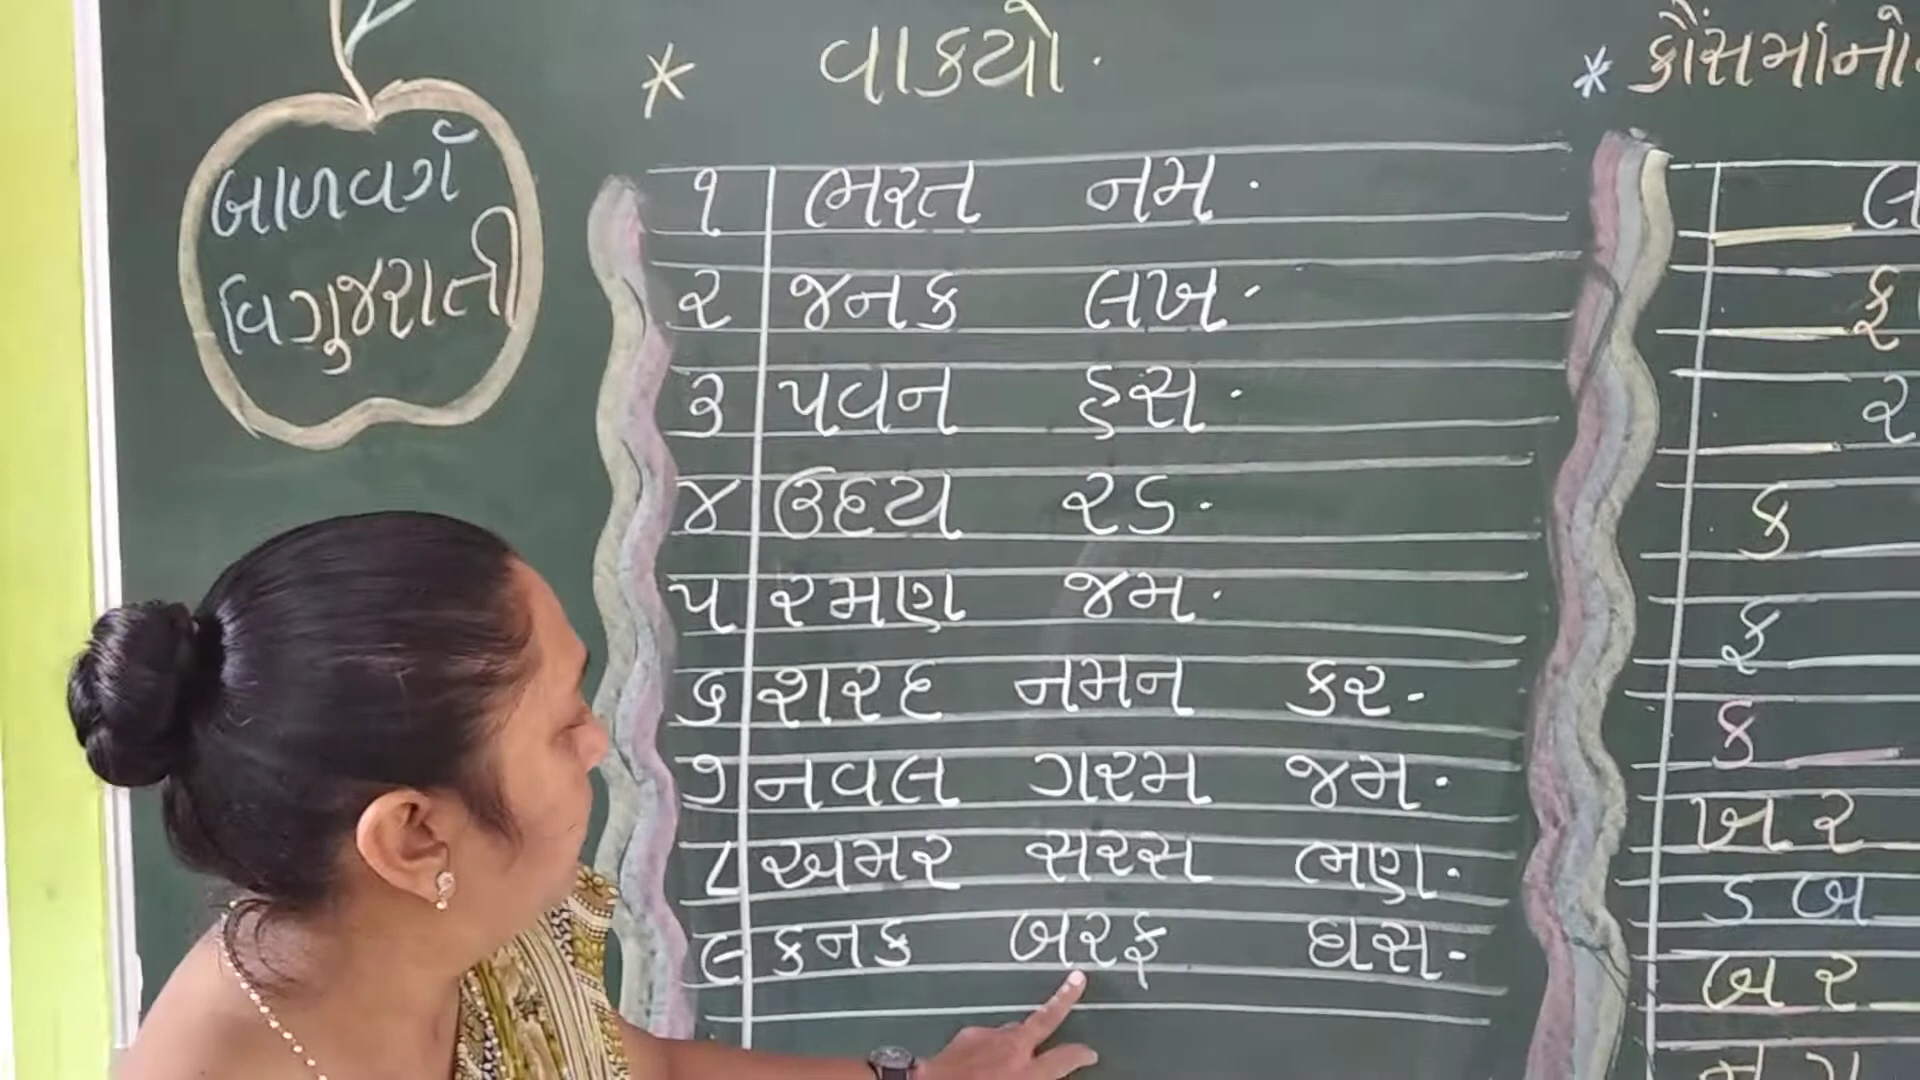 બાળવર્ગ
વિ ગુજરાતી
* વાકયો.
૧ ભરત નમ.
૨ જનક લખ.
૩ પવન હસ.
૪ ઉદય રડ.
૫ રમણ જમ.
૬ શરદ નમન કર.
૭ નવલ ગરમ જમ.
૮ અમર સરસ ભણ.
૯ કનક બરફ ઘસ.
* કૌંસમાંનો
લ
ફ
ર
ક
ફ
ક
ખ ર
ડ બ
બ ર
ન ગ